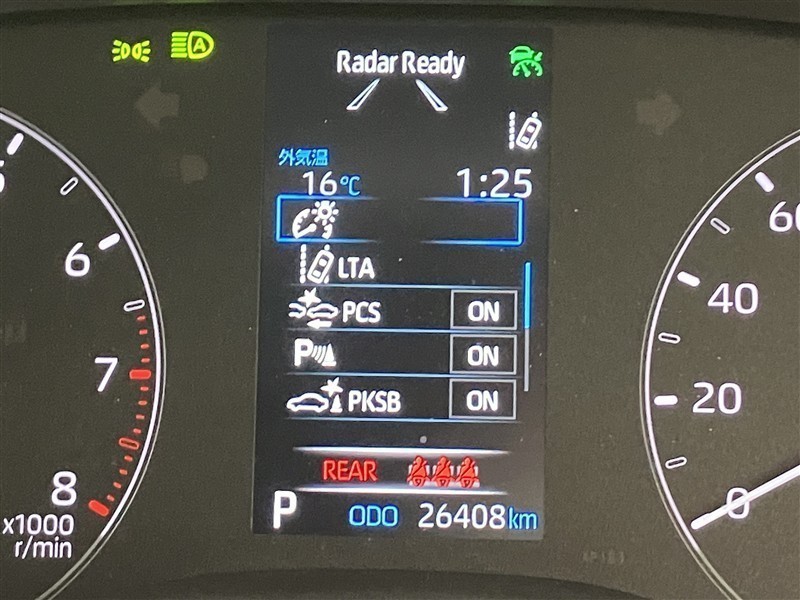 Radar Ready
外気温
16℃ 1:25
LTA
PCS ON
P ON
PKSB ON
REAR
P ODO 26408km
6
7
8
x1000
r/min
60
40
20
0